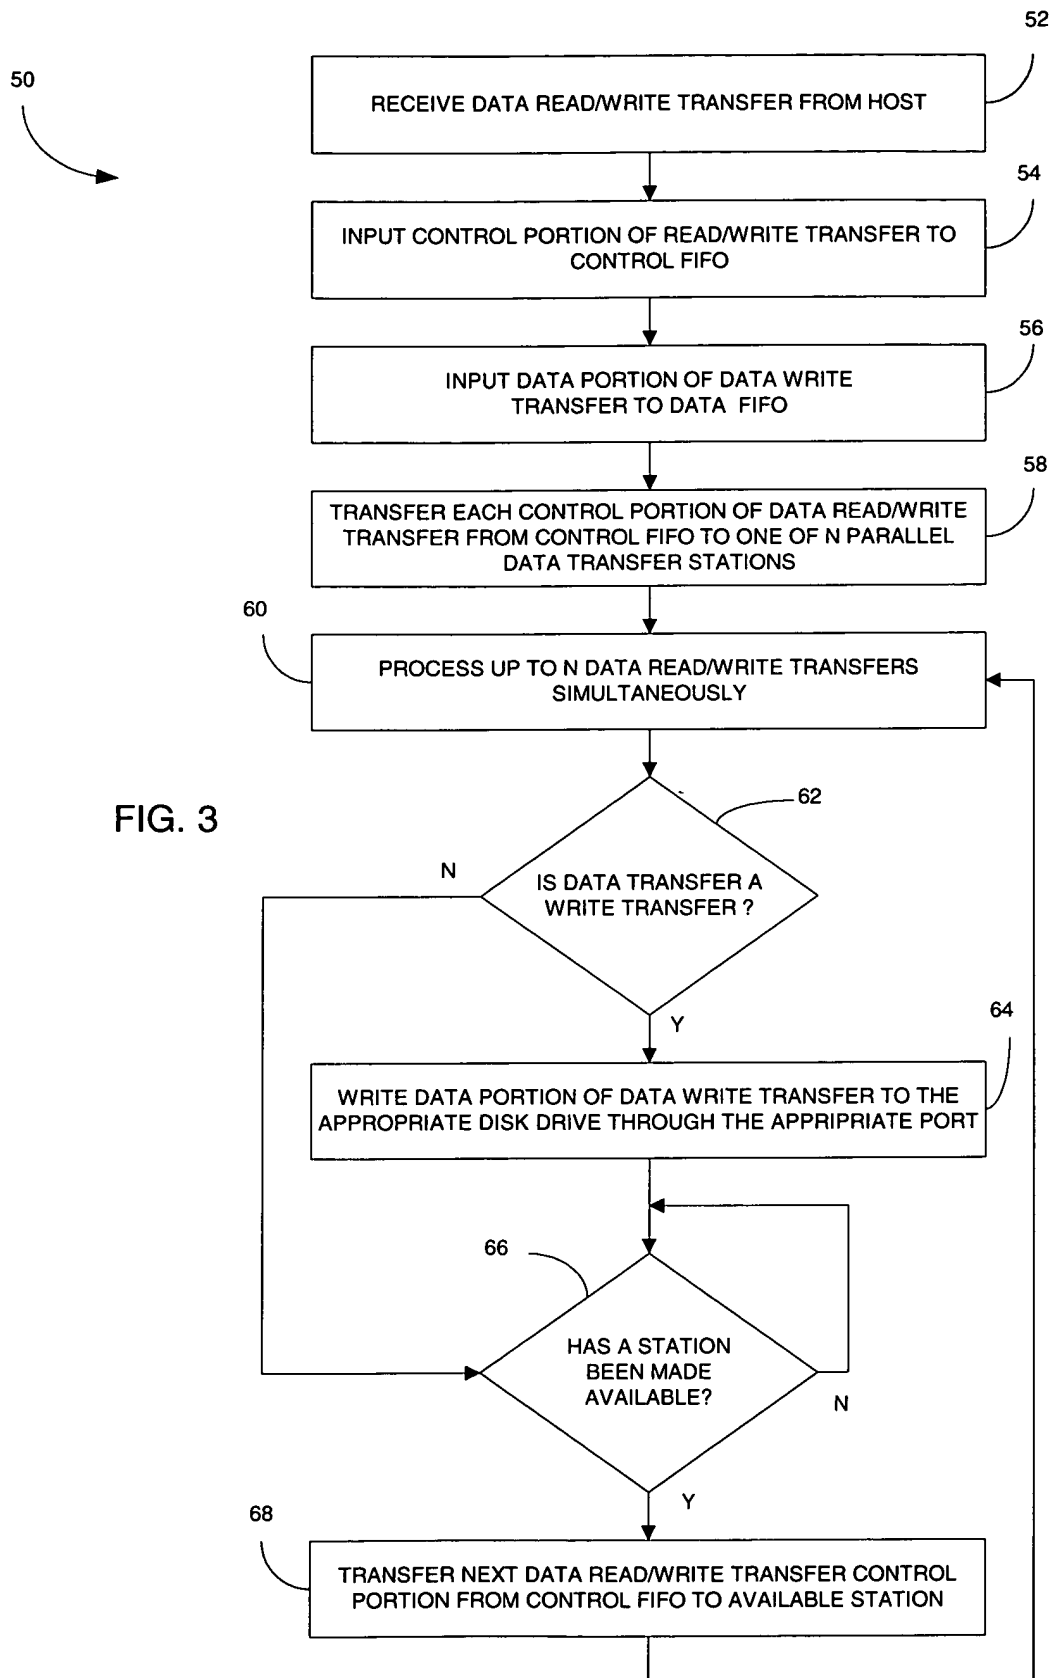 52
50
RECEIVE DATA READ/WRITE TRANSFER FROM HOST
54
INPUT CONTROL PORTION OF READ/WRITE TRANSFER TO
CONTROL FIFO
56
INPUT DATA PORTION OF DATA WRITE
TRANSFER TO DATA FIFO
58
TRANSFER EACH CONTROL PORTION OF DATA READ/WRITE
TRANSFER FROM CONTROL FIFO TO ONE OF N PARALLEL
DATA TRANSFER STATIONS
60
PROCESS UP TO N DATA READ/WRITE TRANSFERS
SIMULTANEOUSLY
FIG. 3
62
N
IS DATA TRANSFER A
WRITE TRANSFER ?
Y
64
WRITE DATA PORTION OF DATA WRITE TRANSFER TO THE
APPROPRIATE DISK DRIVE THROUGH THE APPRIPRIATE PORT
66
HAS A STATION
BEEN MADE
AVAILABLE?
N
Y
68
TRANSFER NEXT DATA READ/WRITE TRANSFER CONTROL
PORTION FROM CONTROL FIFO TO AVAILABLE STATION